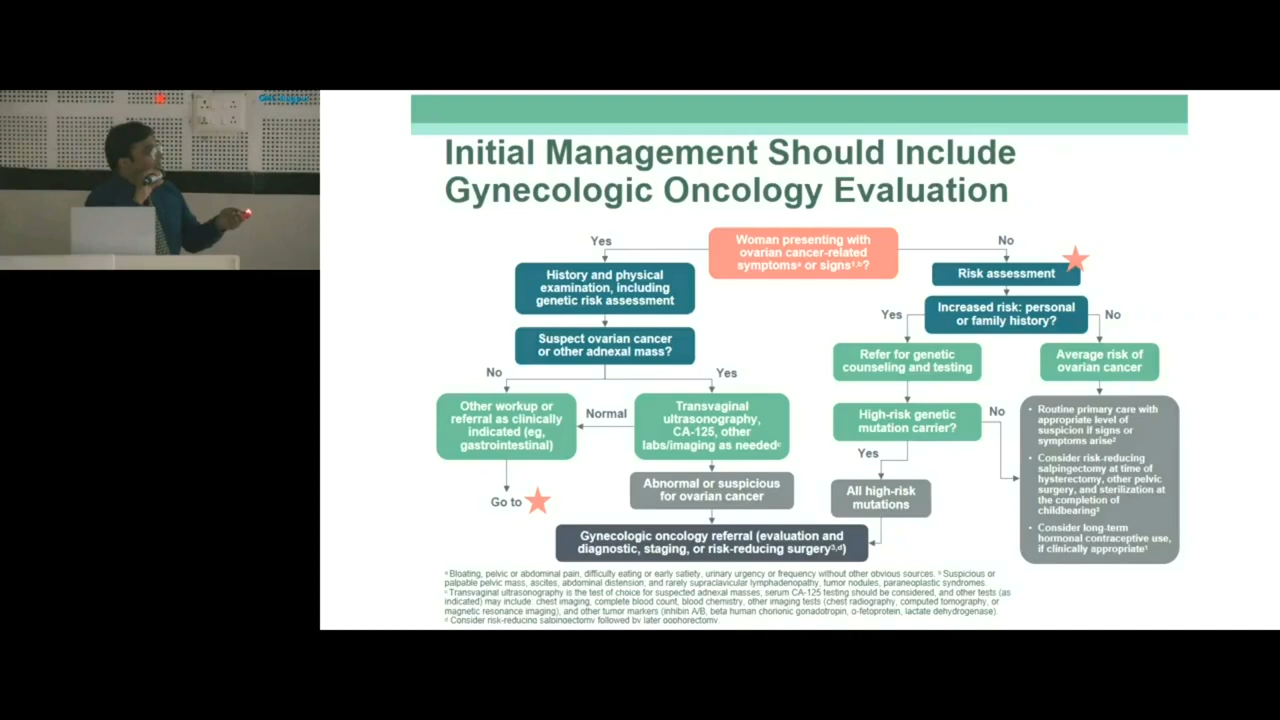 Initial Management Should Include
Gynecologic Oncology Evaluation
Woman presenting with
ovarian cancer-related
symptomsᵃ or signs¹,ᵇ?
Yes
History and physical
examination, including
genetic risk assessment
Suspect ovarian cancer
or other adnexal mass?
No
Yes
Other workup or
referral as clinically
indicated (eg,
gastrointestinal)
Normal
Transvaginal
ultrasonography,
CA-125, other
labs/imaging as neededᶜ
Go to
Abnormal or suspicious
for ovarian cancer
No
Risk assessment
Increased risk: personal
or family history?
Yes
No
Refer for genetic
counseling and testing
High-risk genetic
mutation carrier?
No
Yes
All high-risk
mutations
Average risk of
ovarian cancer
• Routine primary care with
appropriate level of
suspicion if signs or
symptoms arise²
• Consider risk-reducing
salpingectomy at time of
hysterectomy, other pelvic
surgery, and sterilization at
the completion of
childbearing³
• Consider long-term
hormonal contraceptive use,
if clinically appropriate¹
Gynecologic oncology referral (evaluation and
diagnostic, staging, or risk-reducing surgery³,ᵈ)
ᵃ Bloating, pelvic or abdominal pain, difficulty eating or early satiety, urinary urgency or frequency without other obvious sources. ᵇ Suspicious or
palpable pelvic mass, ascites, abdominal distension, and rarely supraclavicular lymphadenopathy, tumor nodules, paraneoplastic syndromes.
ᶜ Transvaginal ultrasonography is the test of choice for suspected adnexal masses; serum CA-125 testing should be considered, and other tests (as
indicated) may include: chest imaging, complete blood count, blood chemistry, other imaging tests (chest radiography, computed tomography, or
magnetic resonance imaging), and other tumor markers (inhibin A/B, beta human chorionic gonadotropin, α-fetoprotein, lactate dehydrogenase).
ᵈ Consider risk-reducing salpingectomy followed by later oophorectomy